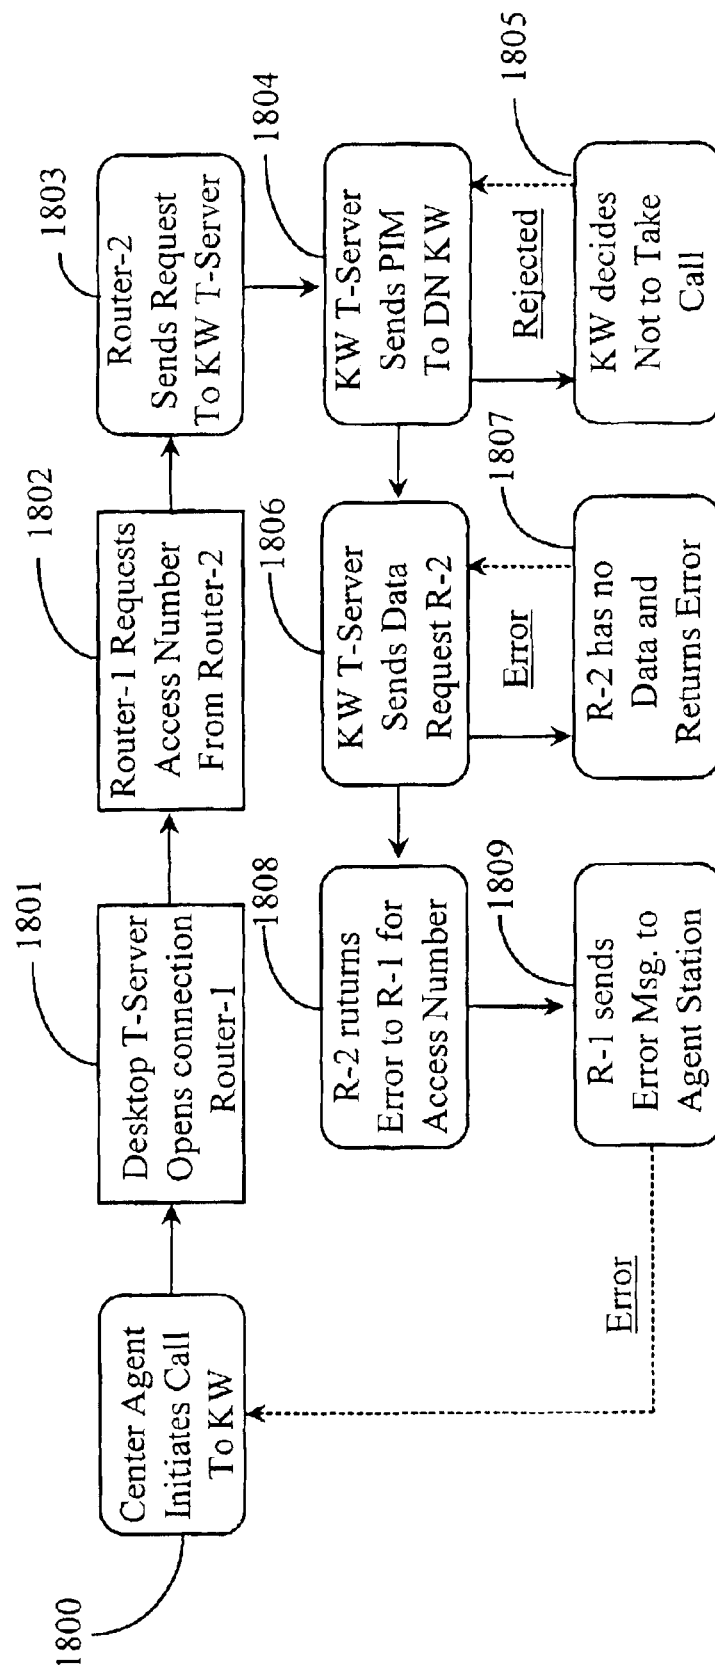 1800
Center Agent
Initiates Call
To KW
1801
Desktop T-Server
Opens connection
Router-1
1802
Router-1 Requests
Access Number
From Router-2
1803
Router-2
Sends Request
To KW T-Server
1804
KW T-Server
Sends PIM
To DN KW
Rejected
1805
KW decides
Not to Take
Call
1806
KW T-Server
Sends Data
Request R-2
Error
1807
R-2 has no
Data and
Returns Error
1808
R-2 ruturns
Error to R-1 for
Access Number
1809
R-1 sends
Error Msg. to
Agent Station
Error